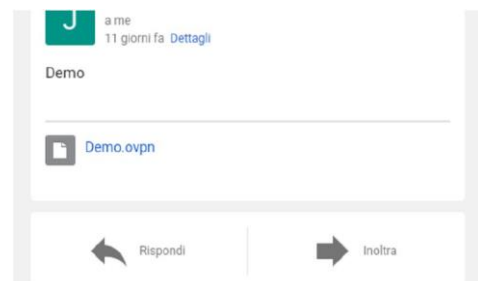 J
a me
11 giorni fa Dettagli
Demo
Demo.ovpn
Rispondi
Inoltra